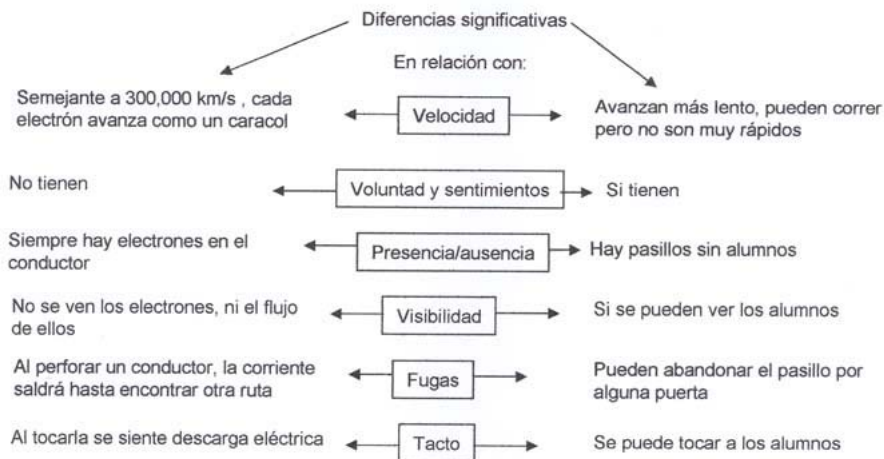 Diferencias significativas
En relación con:
Semejante a 300,000 km/s , cada
electrón avanza como un caracol
Velocidad
Avanzan más lento, pueden correr
pero no son muy rápidos
No tienen
Voluntad y sentimientos
Si tienen
Siempre hay electrones en el
conductor
Presencia/ausencia
Hay pasillos sin alumnos
No se ven los electrones, ni el flujo
de ellos
Visibilidad
Si se pueden ver los alumnos
Al perforar un conductor, la corriente
saldrá hasta encontrar otra ruta
Fugas
Pueden abandonar el pasillo por
alguna puerta
Al tocarla se siente descarga eléctrica
Tacto
Se puede tocar a los alumnos